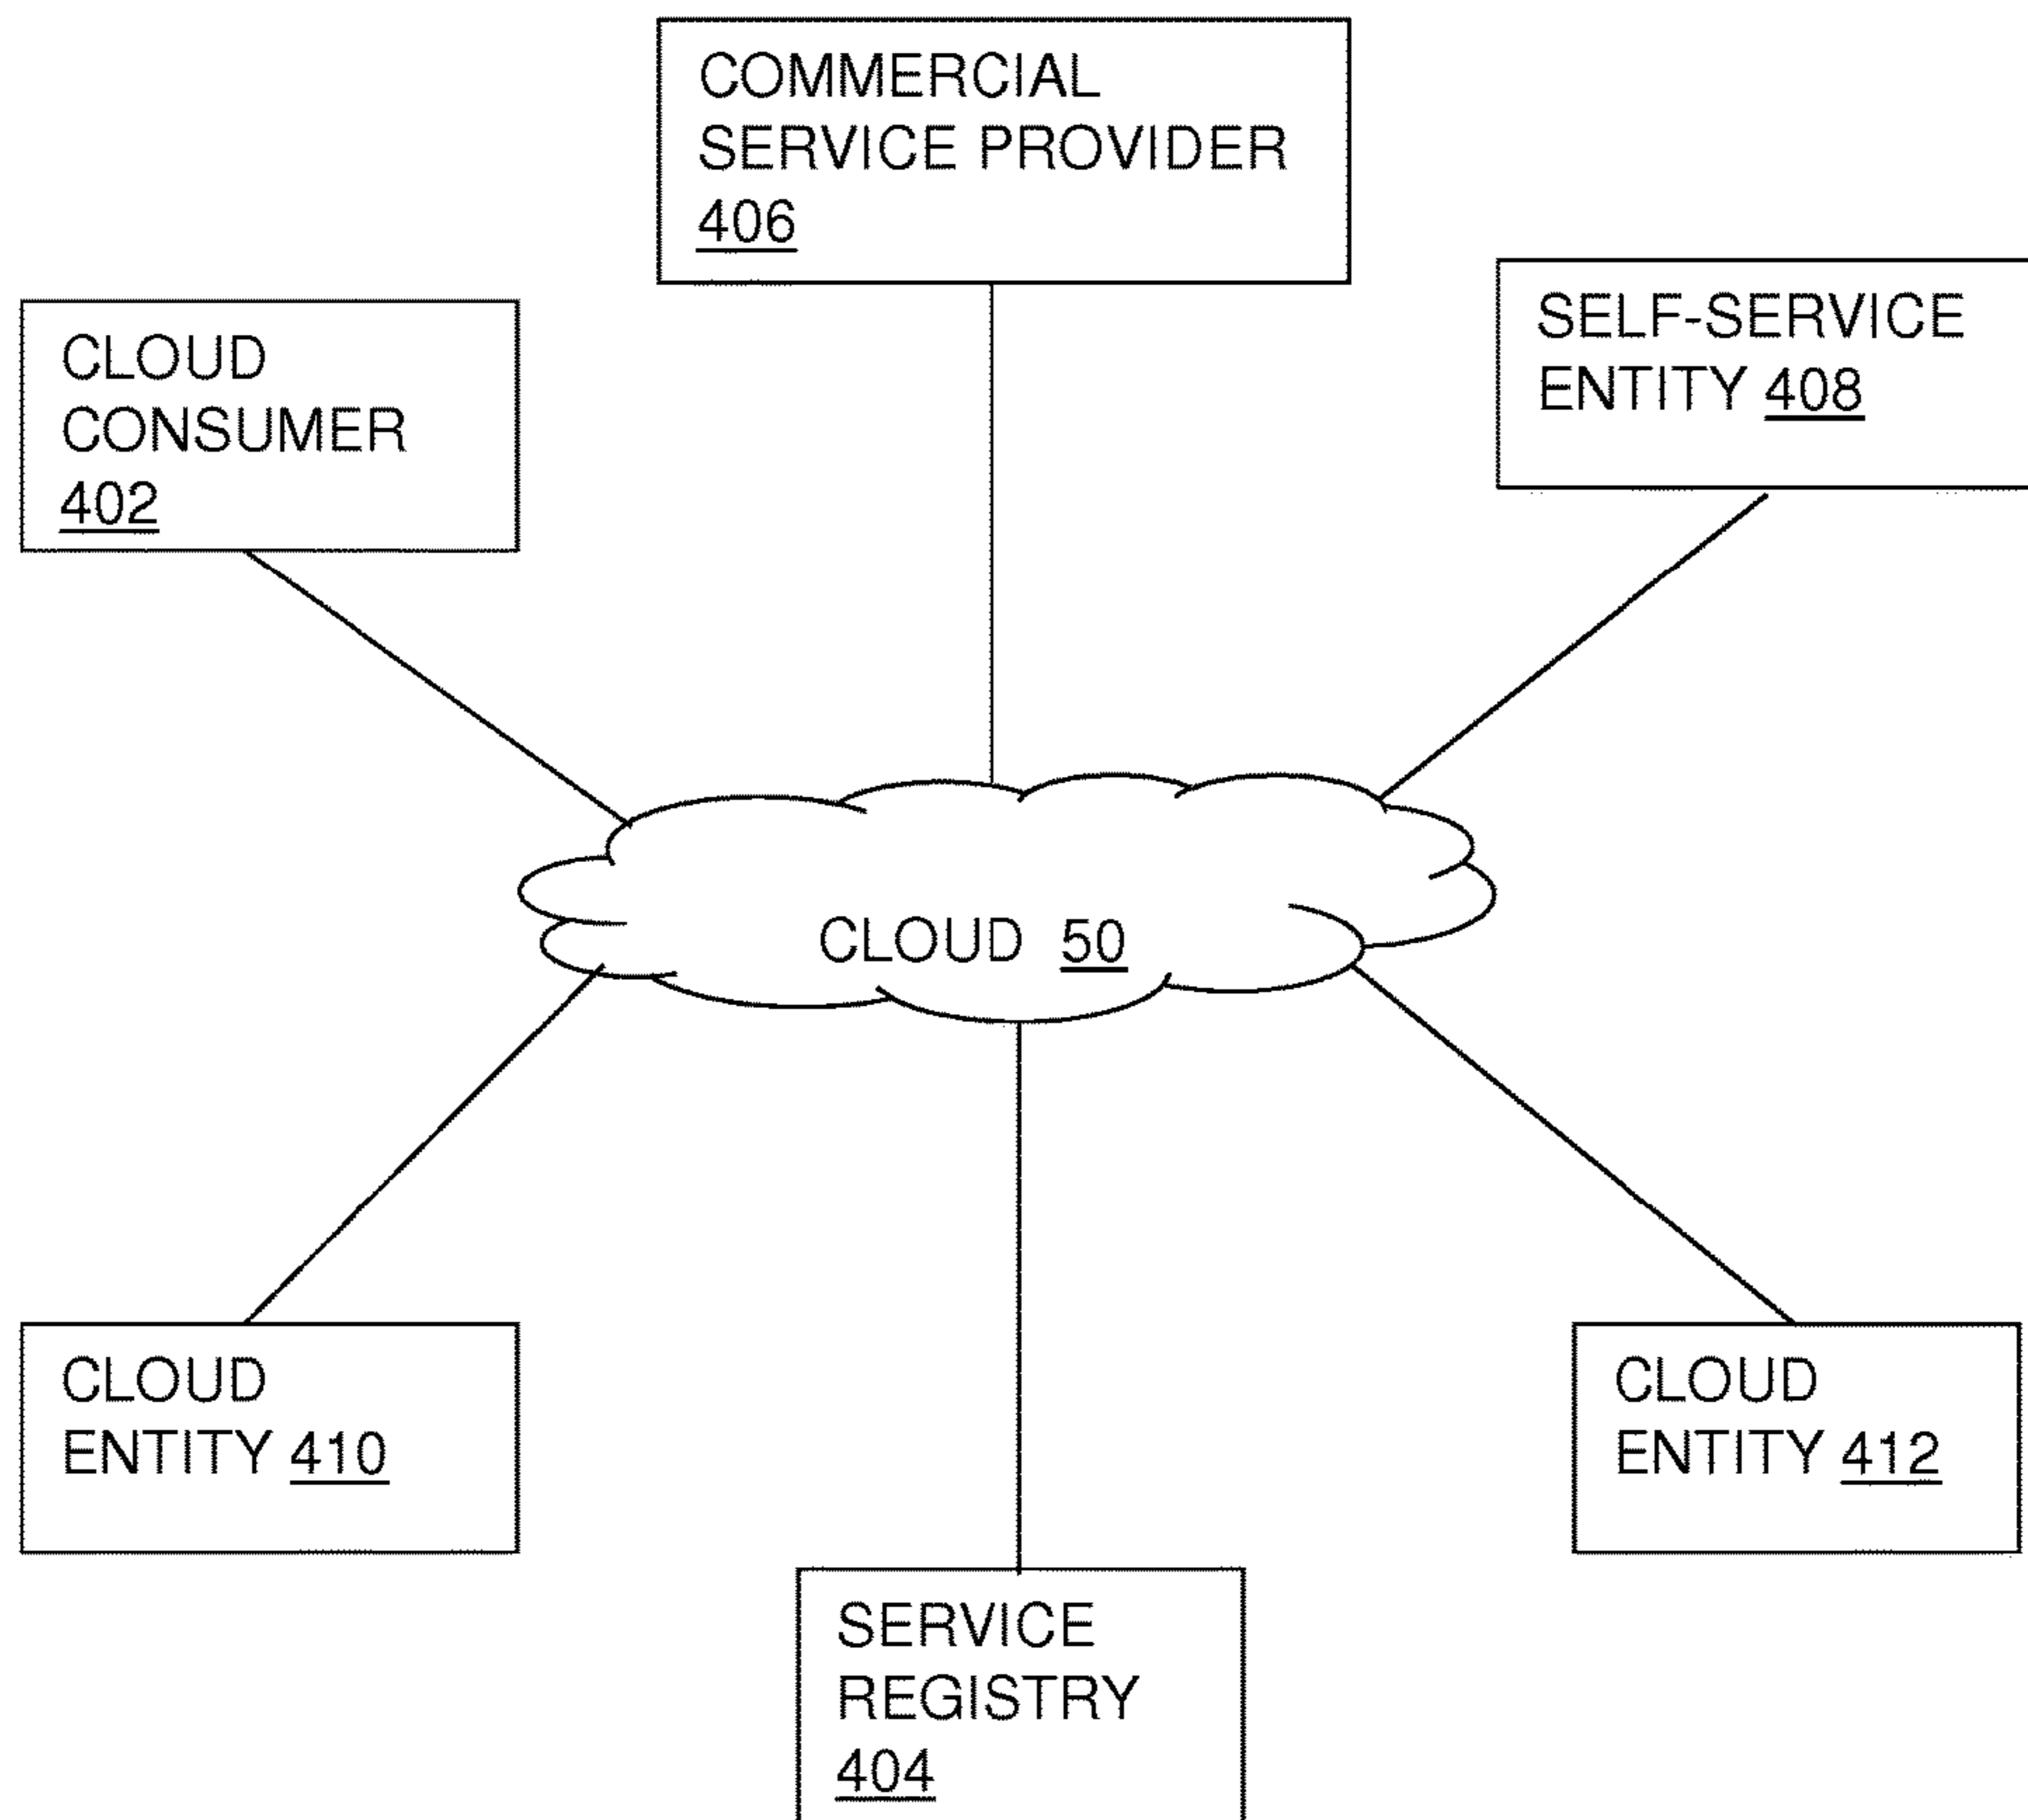 COMMERCIAL
SERVICE PROVIDER
406
CLOUD
CONSUMER
402
SELF-SERVICE
ENTITY 408
CLOUD 50
CLOUD
ENTITY 410
CLOUD
ENTITY 412
SERVICE
REGISTRY
404